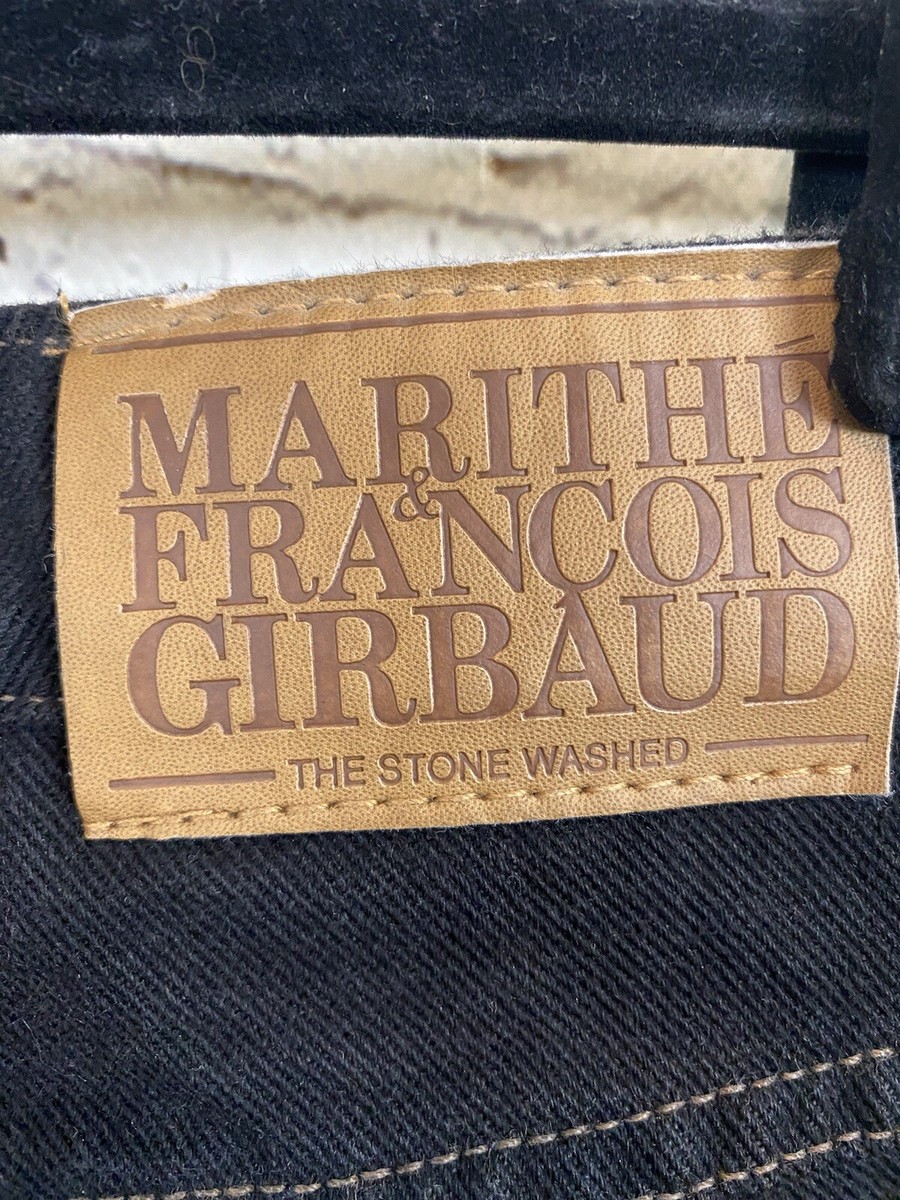 MARITHÉ
&
FRANCOIS
GIRBAUD
THE STONE WASHED